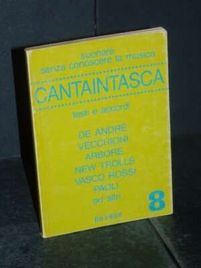 suonare
senza conoscere la musica
CANTAINTASCA
testi e accordi
DE ANDRÈ
VECCHIONI
ARBORE
NEW TROLLS
VASCO ROSSI
PAOLI
ed altri
8